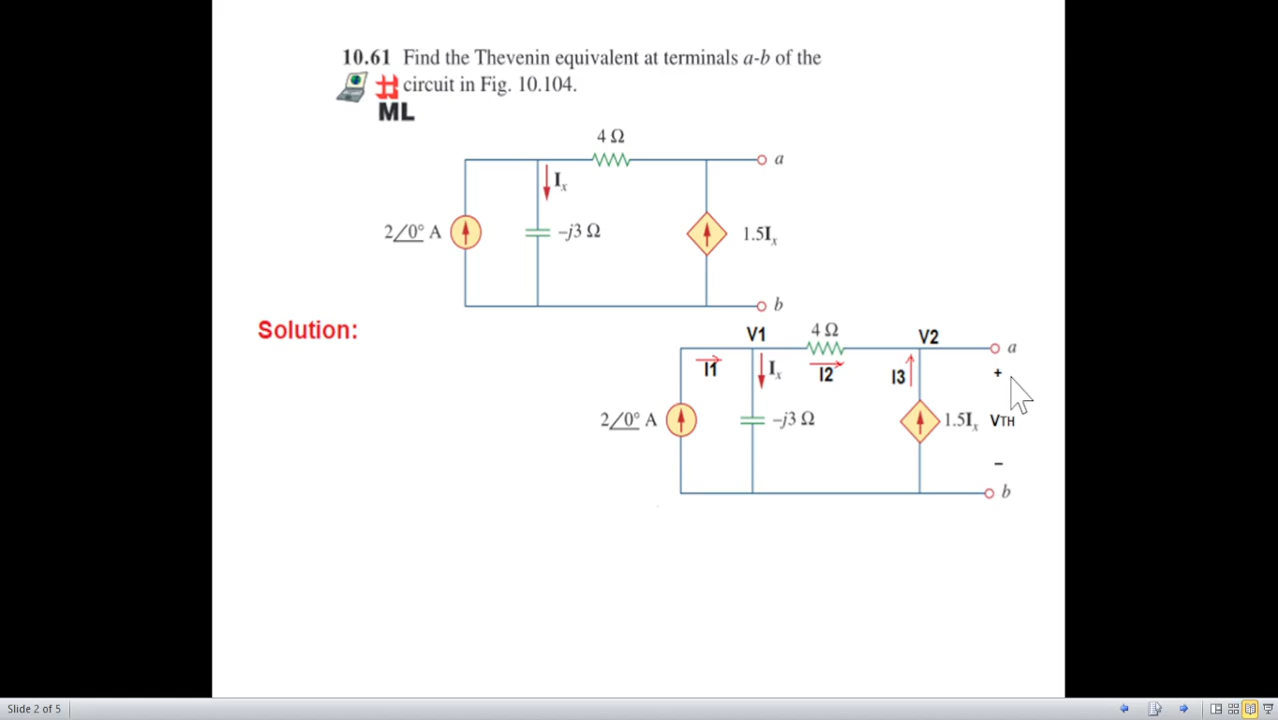 10.61 Find the Thevenin equivalent at terminals a-b of the
circuit in Fig. 10.104.
ML
4 Ω
a
Ix
2∠0° A
–j3 Ω
1.5Ix
b
Solution:
V1
4 Ω
V2
a
I1
Ix
I2
I3
+
2∠0° A
–j3 Ω
1.5Ix
VTH
–
b
Slide 2 of 5